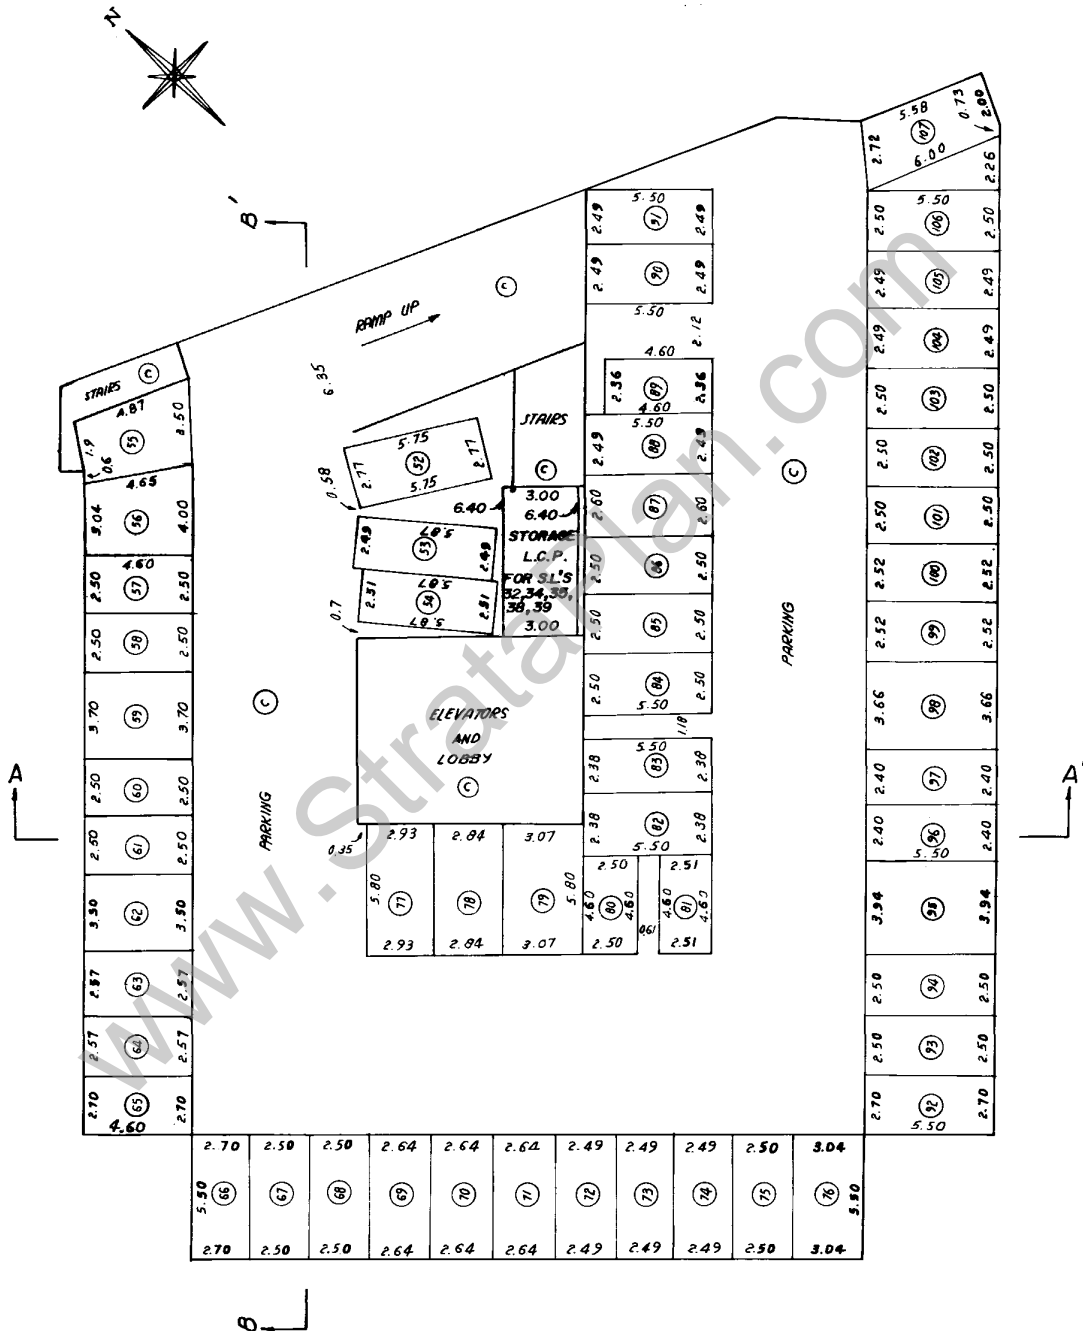 N
B'
RAMP UP
C
6.35
STAIRS C
4.87
2.50
55
1.9
0.6
4.65
3.04 56 4.00
4.60
2.50 57 2.50
2.50 58 2.50
3.70 59 3.70
2.50 60 2.50
2.50 61 2.50
3.50 62 3.50
2.57 63 2.57
2.57 64 2.57
2.70 65 2.70
4.60
A
PARKING
C
5.75
2.77 52 2.77
5.75
0.58
5.87
2.49 53 2.49
5.87
2.51 54 2.51
5.87
0.7
STAIRS
C
3.00
6.40
6.40
STORAGE
L.C.P.
FOR S.L.'S
32,34,35,
38,39
3.00
ELEVATORS
AND
LOBBY
C
0.35
2.93 2.84 3.07
5.80 77 78 79 5.80
2.93 2.84 3.07
5.50
2.49 91 2.49
2.49 90 2.49
5.50
2.12
4.60
2.36 89 2.36
4.60
5.50
2.49 88 2.49
2.60 87 2.60
2.50 86 2.50
2.50 85 2.50
2.50 84 2.50
5.50
1.18
5.50
2.38 83 2.38
2.38 82 2.38
5.50
2.50 2.51
4.60 80 4.60 4.60 81 4.60
0.61
2.50 2.51
C
PARKING
5.58
0.73
2.00
2.72 107
6.00
2.26
5.50
2.50 106 2.50
2.49 105 2.49
2.49 104 2.49
2.50 103 2.50
2.50 102 2.50
2.50 101 2.50
2.52 100 2.52
2.52 99 2.52
3.66 98 3.66
2.40 97 2.40
2.40 96 2.40
5.50
3.94 95 3.94
2.50 94 2.50
2.50 93 2.50
2.70 92 2.70
5.50
A'
2.70 2.50 2.50 2.64 2.64 2.64 2.49 2.49 2.49 2.50 3.04
5.50 66 67 68 69 70 71 72 73 74 75 76 5.50
2.70 2.50 2.50 2.64 2.64 2.64 2.49 2.49 2.49 2.50 3.04
B
www.StrataPlan.com